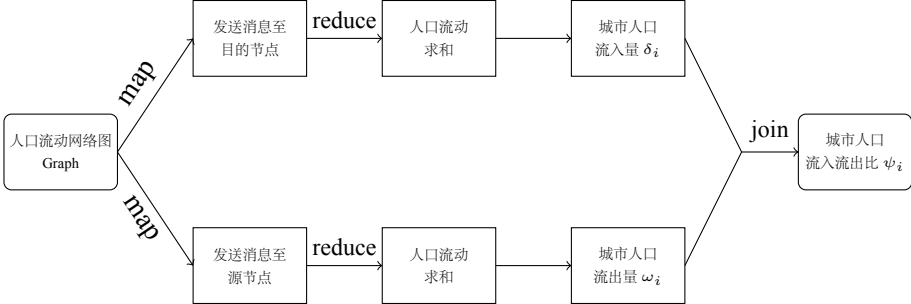 人口流动网络图
Graph
map
发送消息至
目的节点
reduce
人口流动
求和
城市人口
流入量 δᵢ
map
发送消息至
源节点
reduce
人口流动
求和
城市人口
流出量 ωᵢ
join
城市人口
流入流出比 ψᵢ